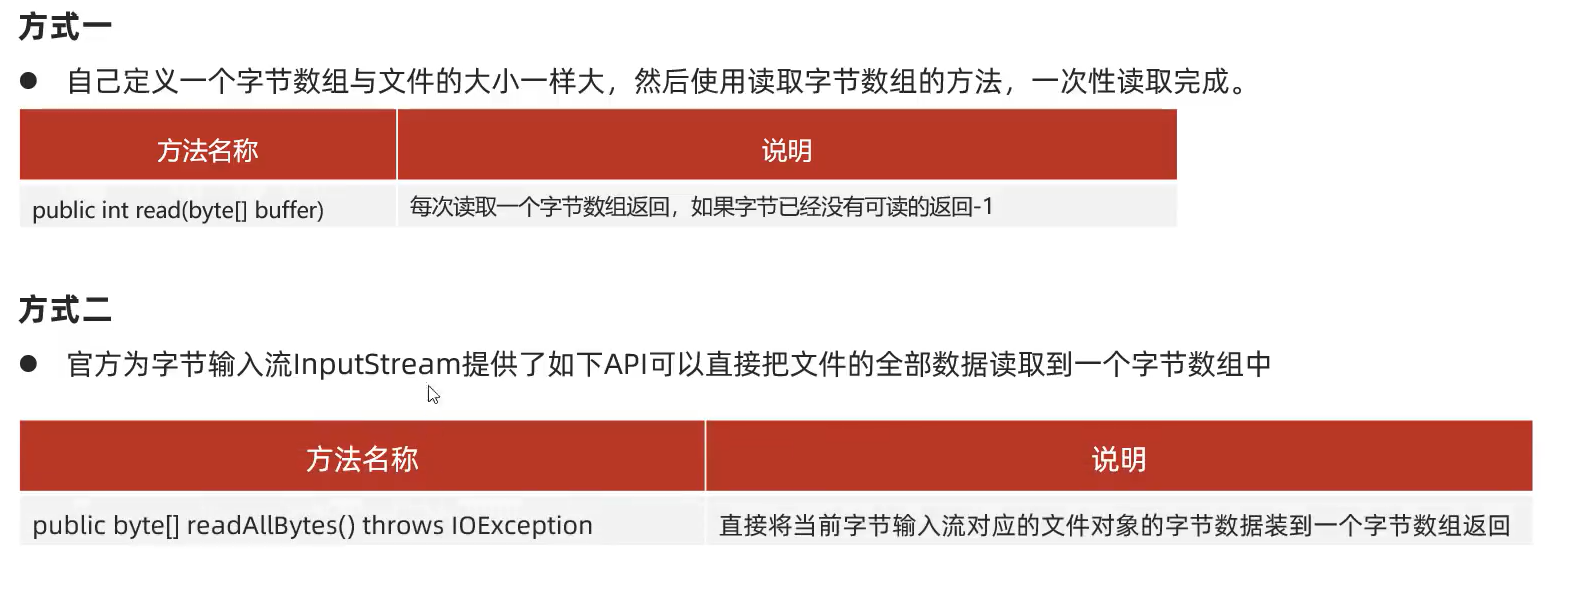 方式一
● 自己定义一个字节数组与文件的大小一样大，然后使用读取字节数组的方法，一次性读取完成。
方法名称 说明
public int read(byte[] buffer) 每次读取一个字节数组返回，如果字节已经没有可读的返回-1
方式二
● 官方为字节输入流InputStream提供了如下API可以直接把文件的全部数据读取到一个字节数组中
方法名称 说明
public byte[] readAllBytes() throws IOException 直接将当前字节输入流对应的文件对象的字节数据装到一个字节数组返回